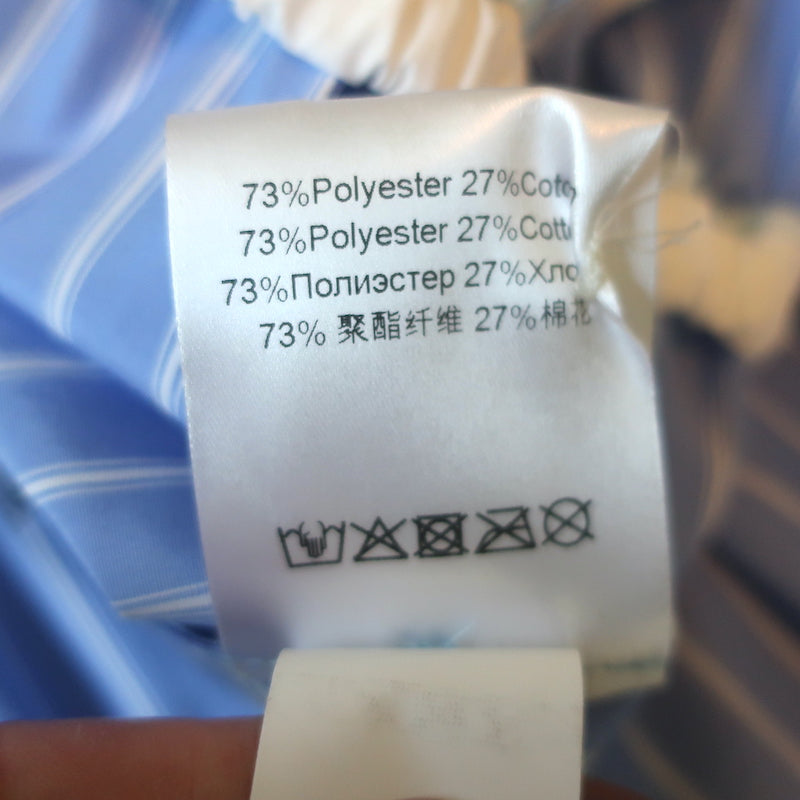 73%Polyester 27%Coto
73%Polyester 27%Cott
73%Полиэстер 27%Хло
73% 聚酯纤维 27%棉花